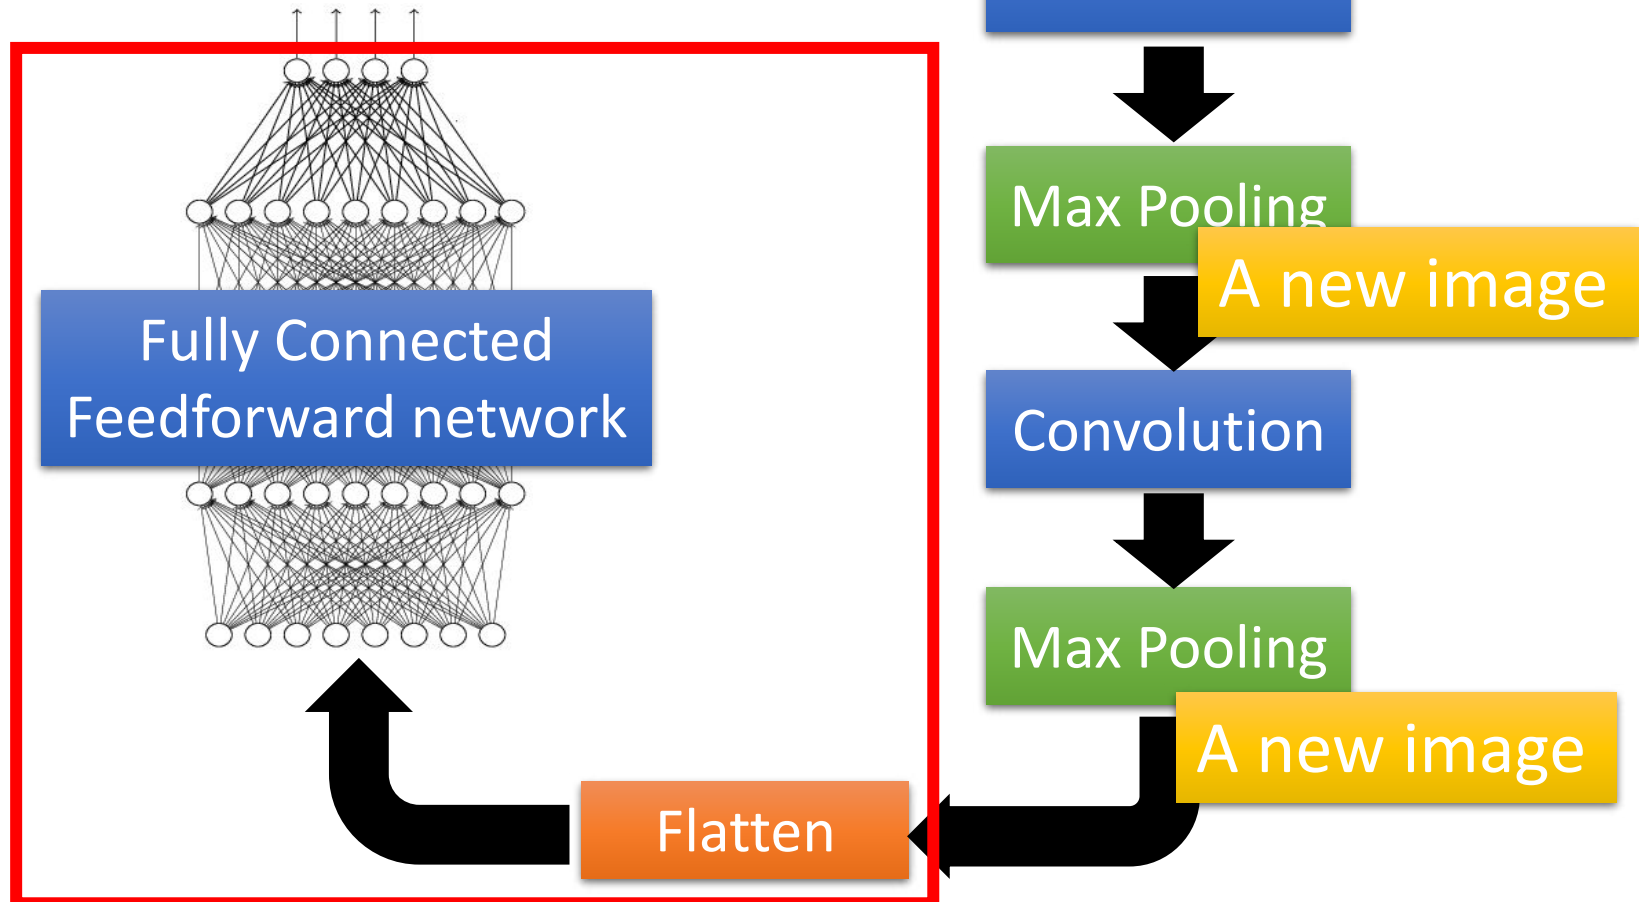 Max Pooling
A new image
Fully Connected
Feedforward network
Convolution
Max Pooling
A new image
Flatten